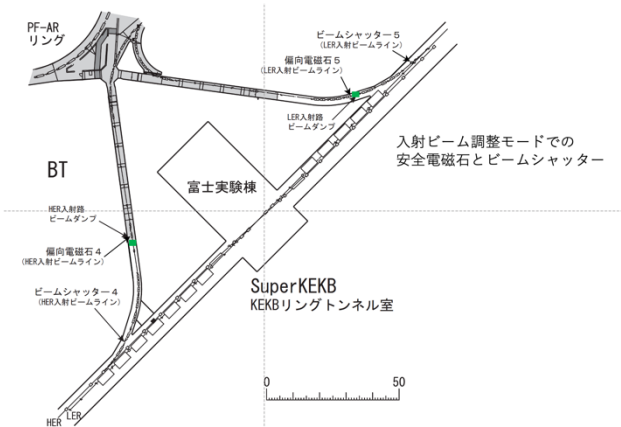 PF-AR
リング
ビームシャッター５
(LER入射ビームライン)
偏向電磁石５
(LER入射ビームライン)
LER入射路
ビームダンプ
入射ビーム調整モードでの
安全電磁石とビームシャッター
BT
富士実験棟
HER入射路
ビームダンプ
偏向電磁石４
(HER入射ビームライン)
ビームシャッター４
(HER入射ビームライン)
SuperKEKB
KEKBリングトンネル室
0
50
HER
LER